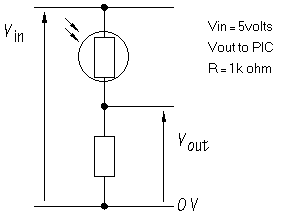 Vin
Vin = 5volts
Vout to PIC
R = 1k ohm
Vout
0V